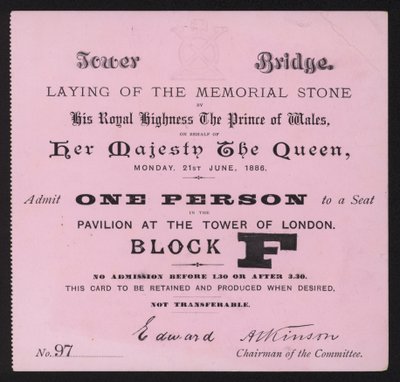 Tower Bridge.
LAYING OF THE MEMORIAL STONE
BY
His Royal Highness The Prince of Wales,
ON BEHALF OF
Her Majesty The Queen,
MONDAY, 21ST JUNE, 1886.
Admit ONE PERSON to a Seat
IN THE
PAVILION AT THE TOWER OF LONDON.
BLOCK F
NO ADMISSION BEFORE 1.30 OR AFTER 3.30.
THIS CARD TO BE RETAINED AND PRODUCED WHEN DESIRED.
NOT TRANSFERABLE.
Edward Atkinson
No. 97 Chairman of the Committee.